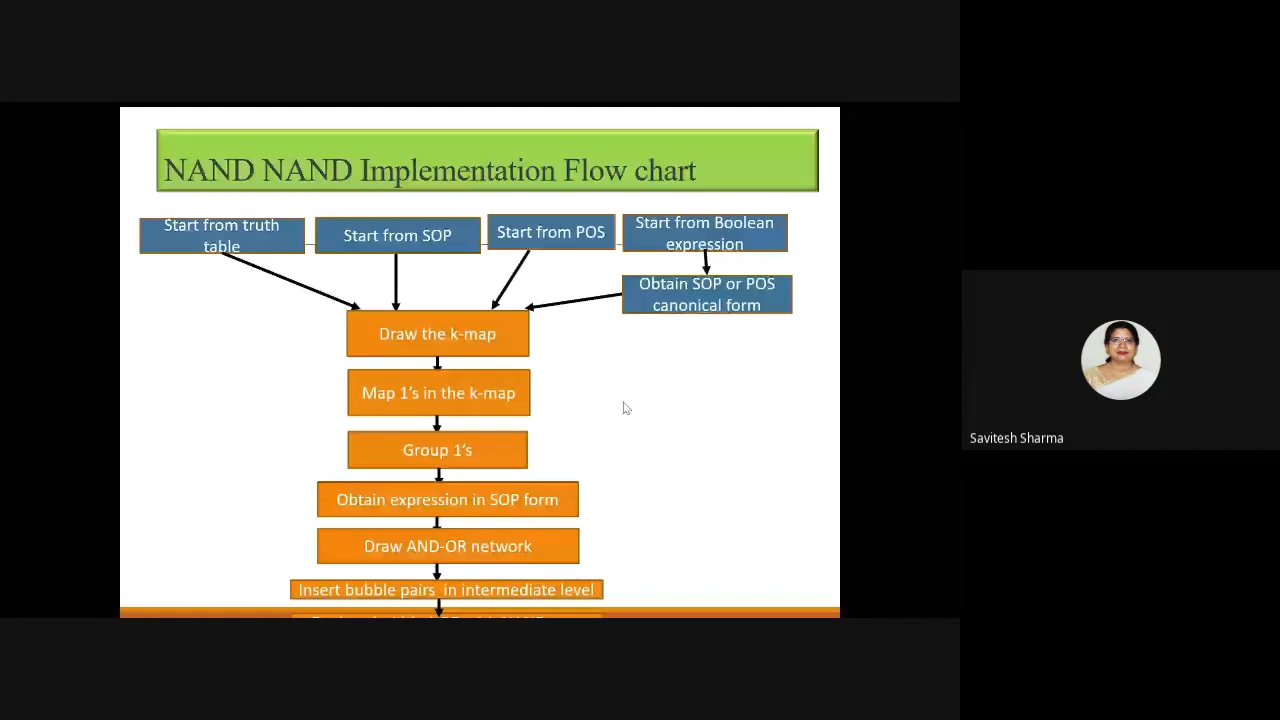 NAND NAND Implementation Flow chart
Start from truth
table
Start from SOP
Start from POS
Start from Boolean
expression
Obtain SOP or POS
canonical form
Draw the k-map
Map 1's in the k-map
Group 1's
Obtain expression in SOP form
Draw AND-OR network
Insert bubble pairs in intermediate level
Savitesh Sharma